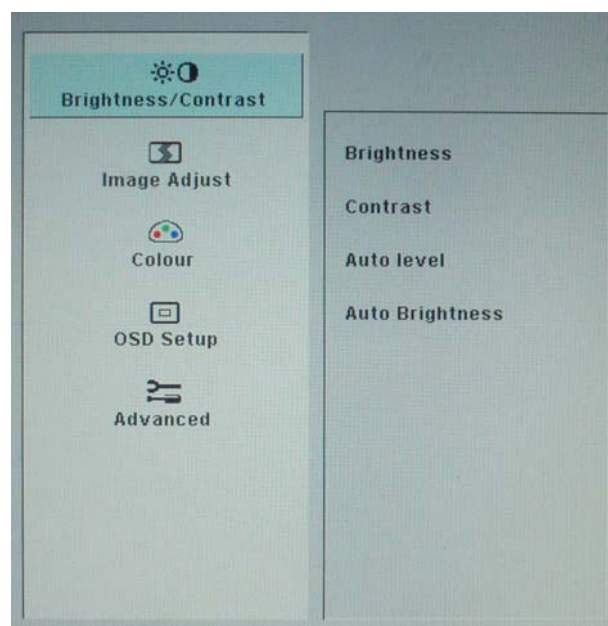 Brightness/Contrast
Image Adjust
Colour
OSD Setup
Advanced
Brightness
Contrast
Auto level
Auto Brightness